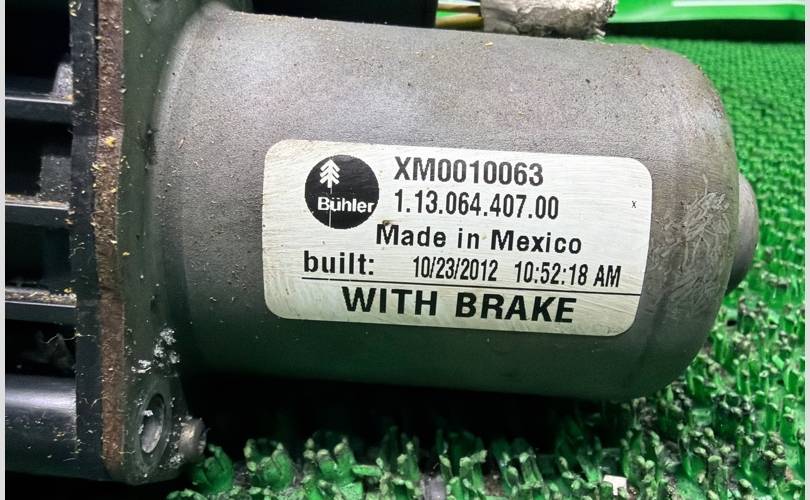 XM0010063
Bühler
1.13.064.407.00
x
Made in Mexico
built: 10/23/2012 10:52:18 AM
WITH BRAKE